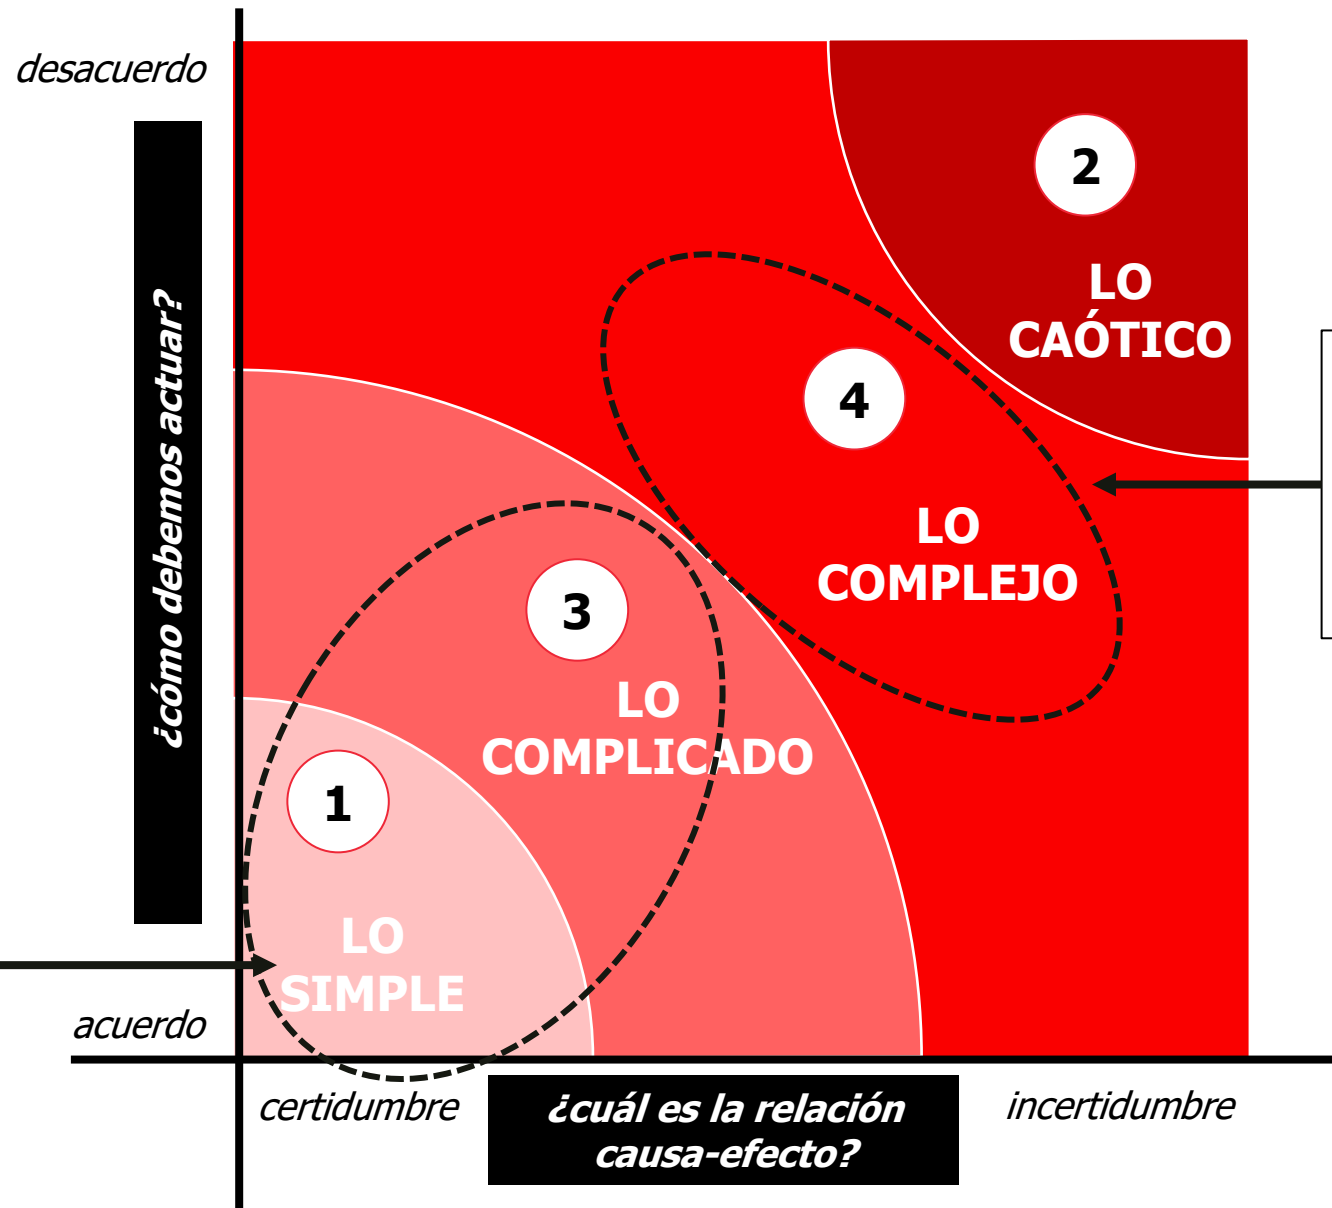 desacuerdo
¿cómo debemos actuar?
2
LO
CAÓTICO
4
LO
COMPLEJO
3
LO
COMPLICADO
1
LO
SIMPLE
acuerdo
certidumbre
¿cuál es la relación
causa-efecto?
incertidumbre